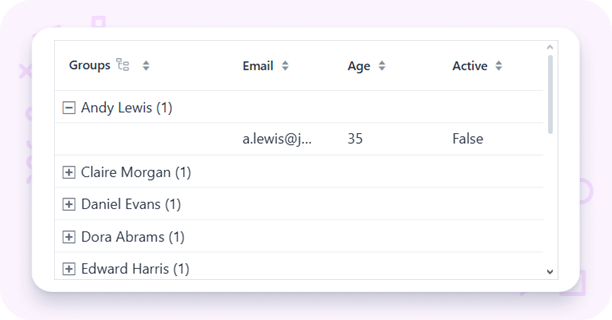 Groups Email Age Active
Andy Lewis (1)
a.lewis@j... 35 False
Claire Morgan (1)
Daniel Evans (1)
Dora Abrams (1)
Edward Harris (1)